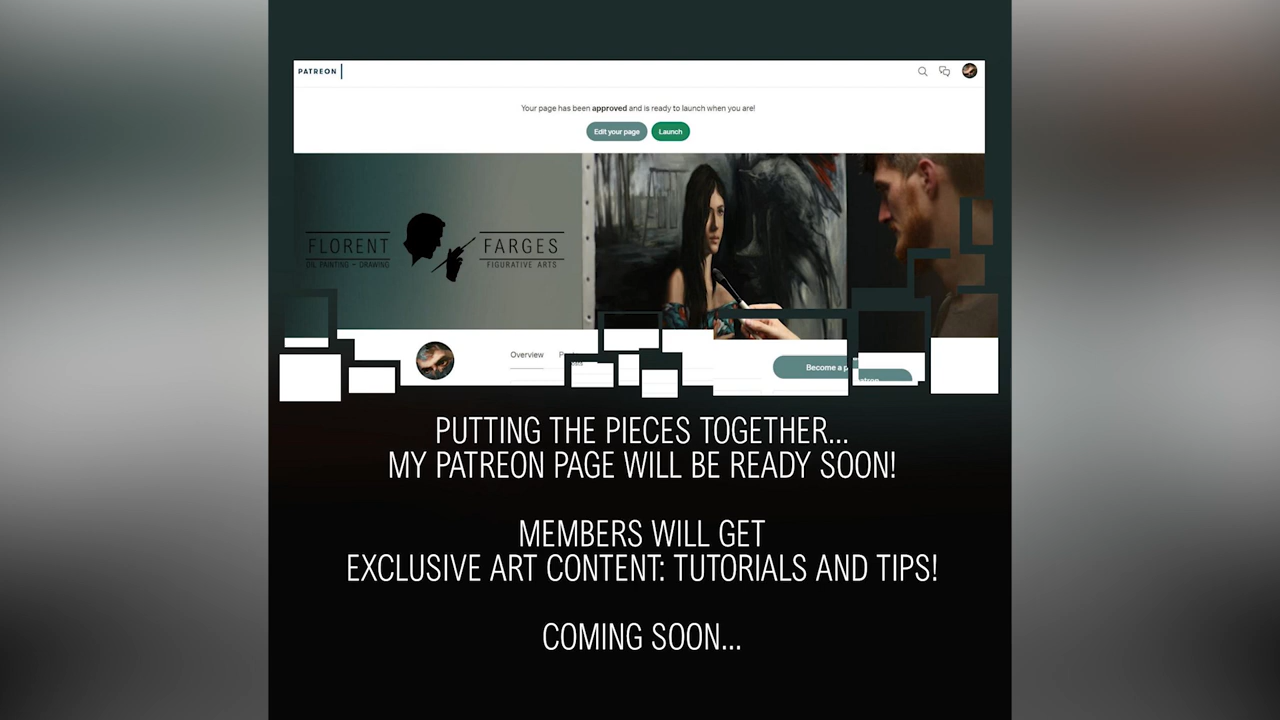 PATREON
Your page has been approved and is ready to launch when you are!
Edit your page Launch
FLORENT FARGES
OIL PAINTING - DRAWING FIGURATIVE ARTS
Overview
Become a
PUTTING THE PIECES TOGETHER...
MY PATREON PAGE WILL BE READY SOON!
MEMBERS WILL GET
EXCLUSIVE ART CONTENT: TUTORIALS AND TIPS!
COMING SOON...